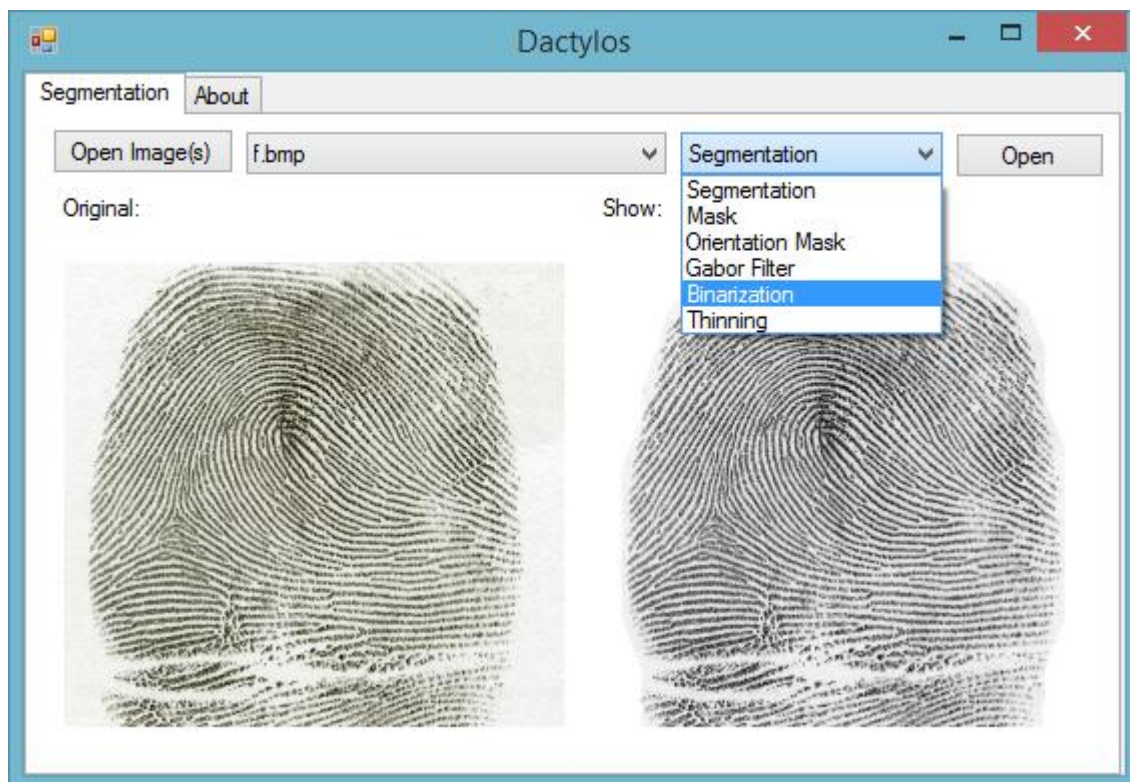 Dactylos
Segmentation About
Open Image(s) f.bmp Segmentation Open
Original: Show:
Segmentation
Mask
Orientation Mask
Gabor Filter
Binarization
Thinning